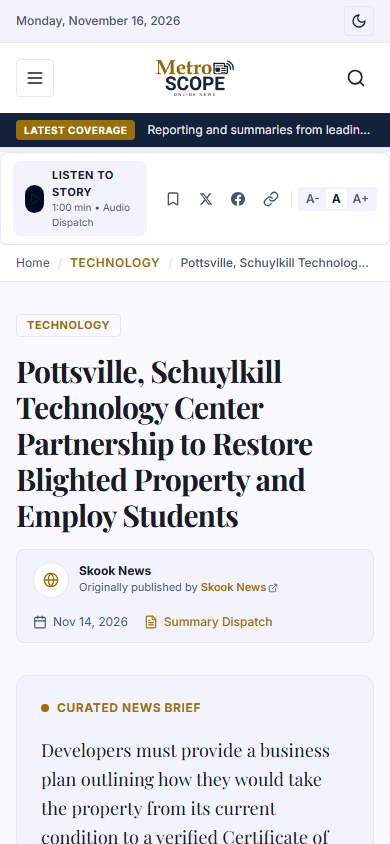 Monday, November 16, 2026
Metro
SCOPE
ONLINE NEWS
LATEST COVERAGE Reporting and summaries from leadin...
LISTEN TO
STORY
1:00 min • Audio
Dispatch
A- A A+
Home / TECHNOLOGY / Pottsville, Schuylkill Technolog...
TECHNOLOGY
Pottsville, Schuylkill
Technology Center
Partnership to Restore
Blighted Property and
Employ Students
Skook News
Originally published by Skook News
Nov 14, 2026 Summary Dispatch
CURATED NEWS BRIEF
Developers must provide a business
plan outlining how they would take
the property from its current
condition to a verified Certificate of